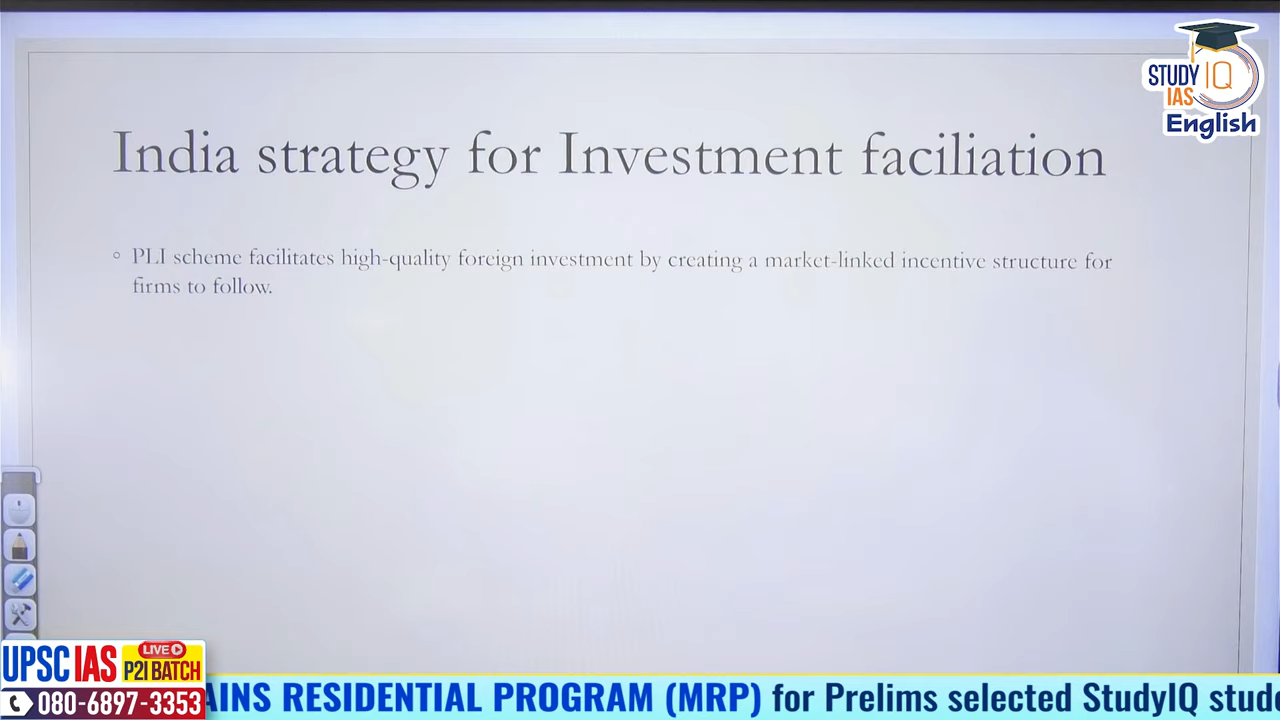 STUDY IQ
IAS
English
India strategy for Investment faciliation
PLI scheme facilitates high-quality foreign investment by creating a market-linked incentive structure for
firms to follow.
LIVE
UPSC IAS P2I BATCH
080-6897-3353
AINS RESIDENTIAL PROGRAM (MRP) for Prelims selected StudyIQ stud